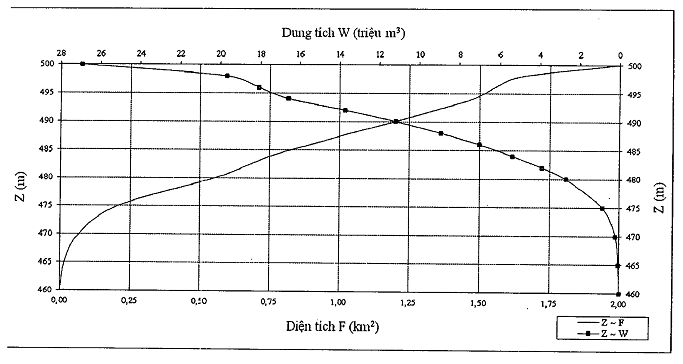 Dung tích W (triệu m³)
28 26 24 22 20 18 16 14 12 10 8 6 4 2 0
500 500
495 495
490 490
485 485
480 480
475 475
470 470
465 465
460 460
Z (m) Z (m)
0,00 0,25 0,50 0,75 1,00 1,25 1,50 1,75 2,00
Diện tích F (km²)
Z ~ F
Z ~ W